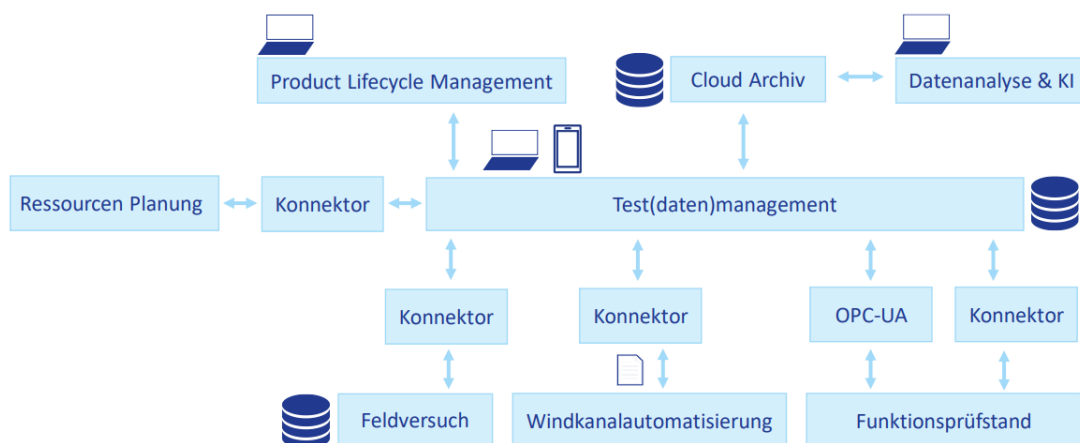 Product Lifecycle Management
Cloud Archiv
Datenanalyse & KI
Ressourcen Planung
Konnektor
Test(daten)management
Konnektor
Konnektor
OPC-UA
Konnektor
Feldversuch
Windkanalautomatisierung
Funktionsprüfstand